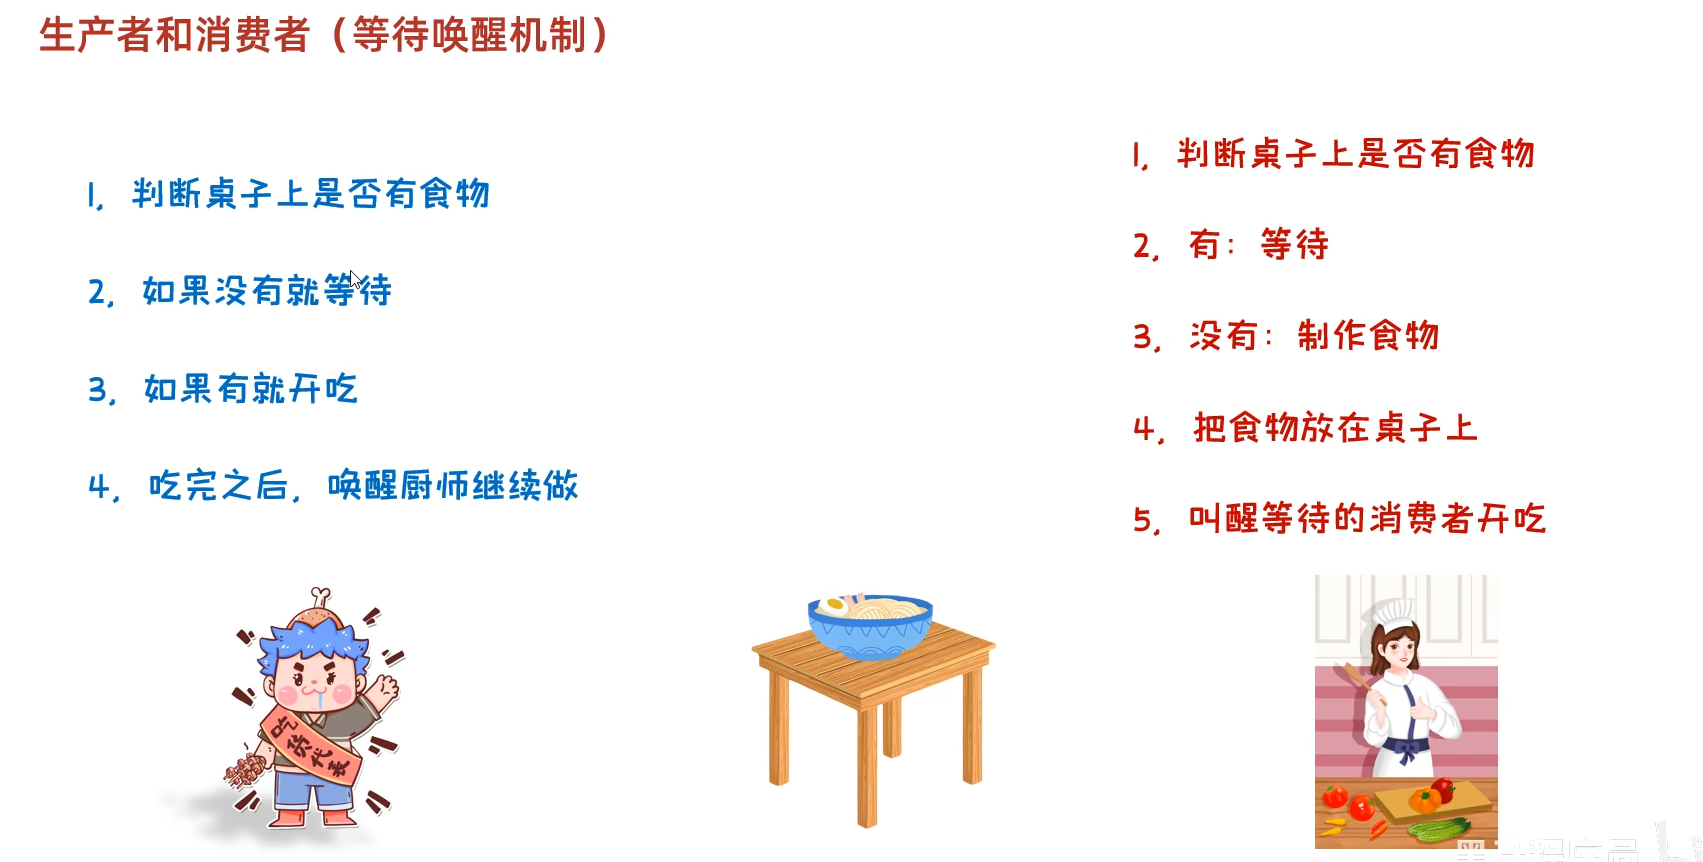 生产者和消费者（等待唤醒机制）
1，判断桌子上是否有食物
2，如果没有就等待
3，如果有就开吃
4，吃完之后，唤醒厨师继续做
1，判断桌子上是否有食物
2，有：等待
3，没有：制作食物
4，把食物放在桌子上
5，叫醒等待的消费者开吃
吃货代表